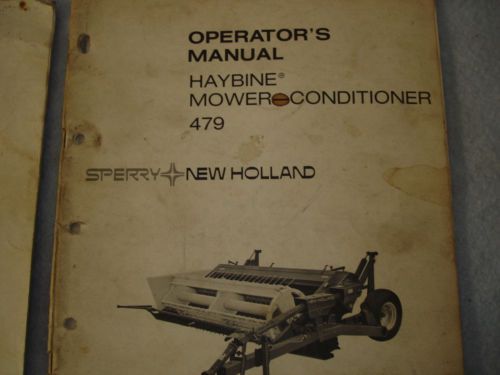 OPERATOR'S
MANUAL
HAYBINE®
MOWER-CONDITIONER
479
SPERRY NEW HOLLAND